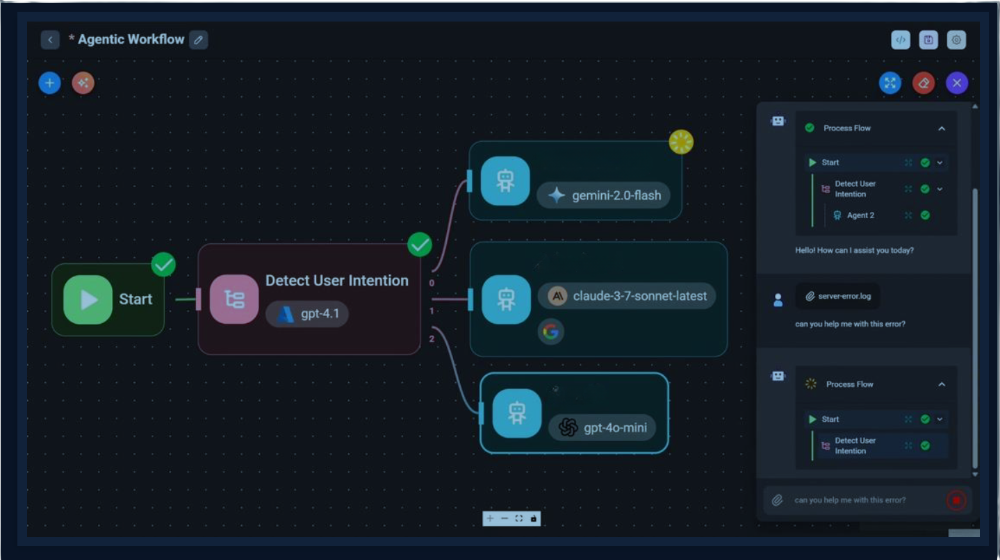 * Agentic Workflow
Start
Detect User Intention
gpt-4.1
0
1
2
gemini-2.0-flash
claude-3-7-sonnet-latest
gpt-4o-mini
Process Flow
Start
Detect User
Intention
Agent 2
Hello! How can I assist you today?
server-error.log
can you help me with this error?
Process Flow
Start
Detect User
Intention
can you help me with this error?